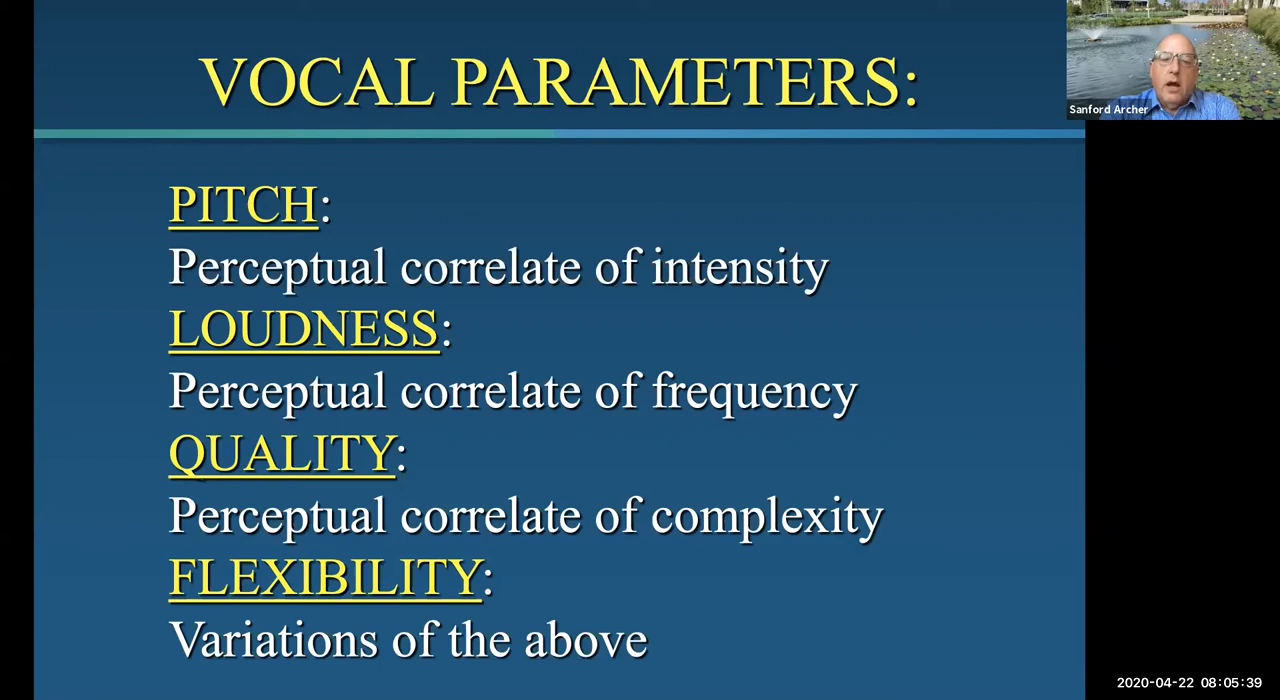 VOCAL PARAMETERS:
Sanford Archer
PITCH:
Perceptual correlate of intensity
LOUDNESS:
Perceptual correlate of frequency
QUALITY:
Perceptual correlate of complexity
FLEXIBILITY:
Variations of the above
2020-04-22 08:05:39